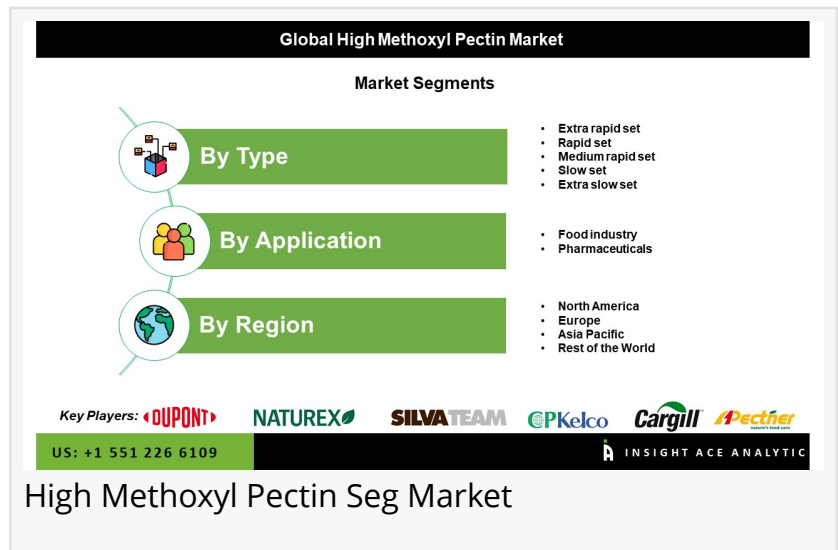 Global High Methoxyl Pectin Market
Market Segments
By Type
• Extra rapid set
• Rapid set
• Medium rapid set
• Slow set
• Extra slow set
By Application
• Food industry
• Pharmaceuticals
By Region
• North America
• Europe
• Asia Pacific
• Rest of the World
Key Players: DUPONT NATUREX SILVATEAM CPKelco Cargill Pectner
nature's food care
US: +1 551 226 6109 INSIGHT ACE ANALYTIC
High Methoxyl Pectin Seg Market